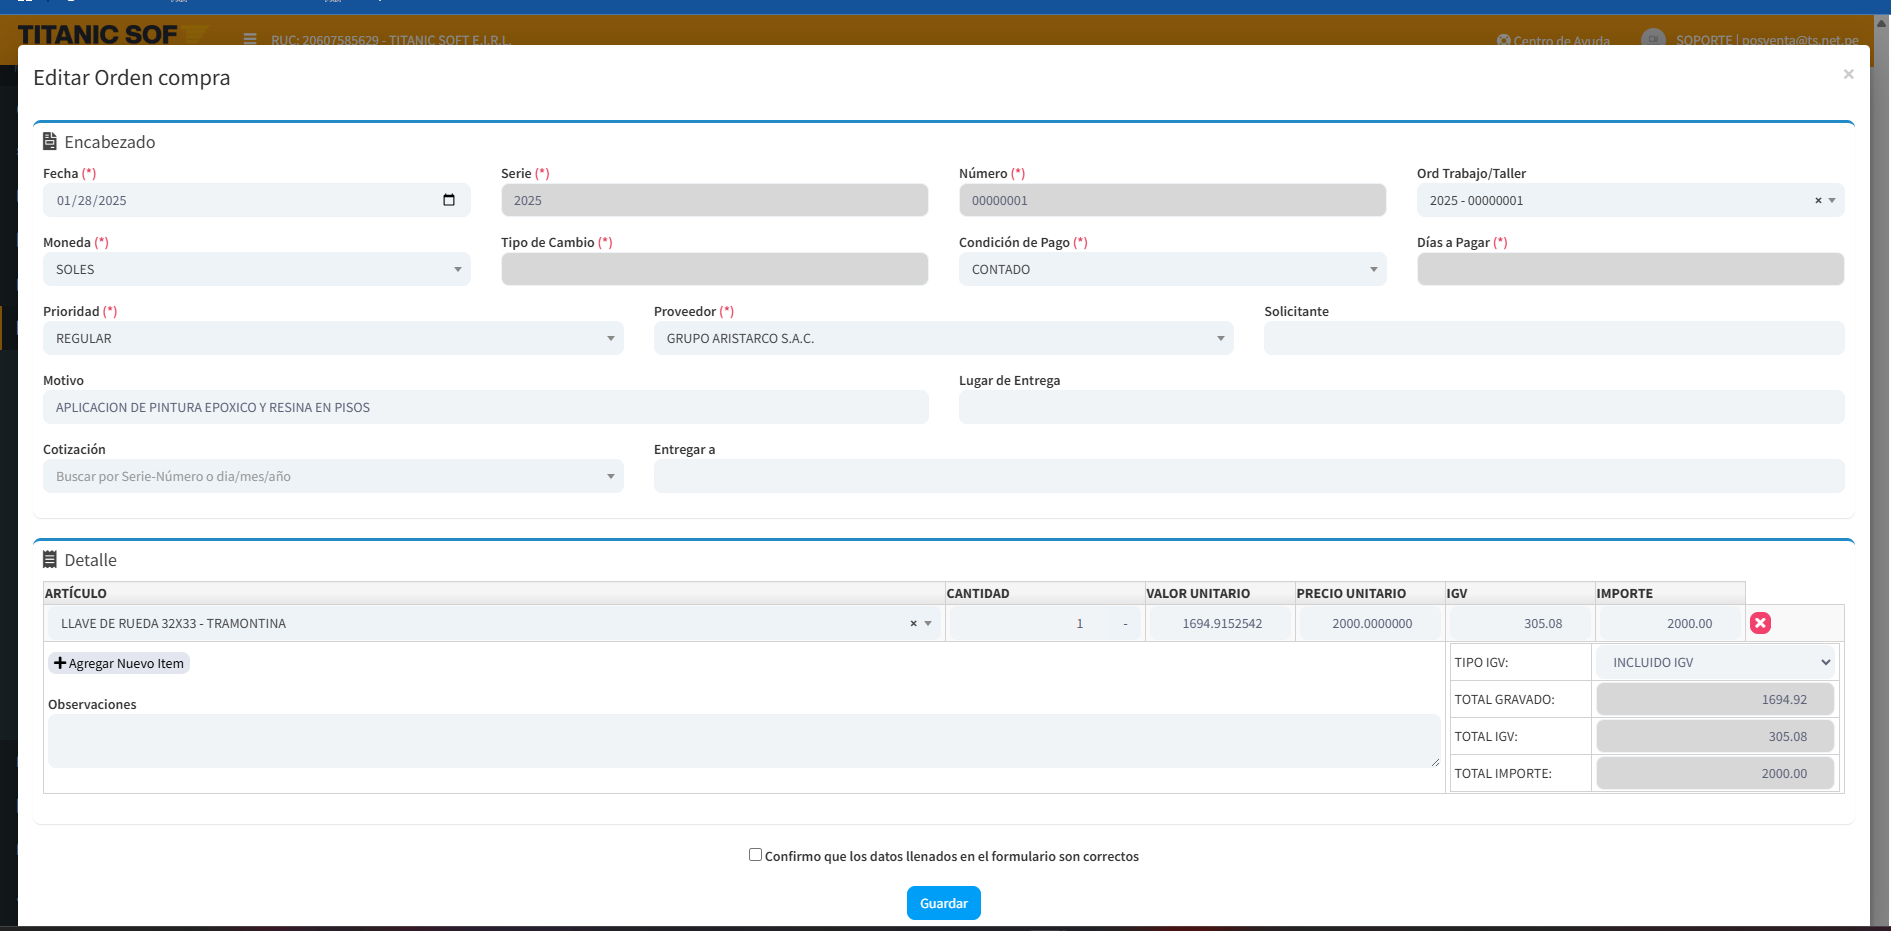 TITANIC SOF
RUC: 20607585629 - TITANIC SOFT E.I.R.L.
Centro de Ayuda
SOPORTE | posventa@ts.net.pe
Editar Orden compra
×
Encabezado
Fecha (*)
Serie (*)
Número (*)
Ord Trabajo/Taller
01/28/2025
2025
00000001
2025 - 00000001
×
Moneda (*)
Tipo de Cambio (*)
Condición de Pago (*)
Días a Pagar (*)
SOLES
CONTADO
Prioridad (*)
Proveedor (*)
Solicitante
REGULAR
GRUPO ARISTARCO S.A.C.
Motivo
Lugar de Entrega
APLICACION DE PINTURA EPOXICO Y RESINA EN PISOS
Cotización
Entregar a
Buscar por Serie-Número o dia/mes/año
Detalle
ARTÍCULO
CANTIDAD
VALOR UNITARIO
PRECIO UNITARIO
IGV
IMPORTE
LLAVE DE RUEDA 32X33 - TRAMONTINA
×
1
-
1694.9152542
2000.0000000
305.08
2000.00
Agregar Nuevo Item
TIPO IGV:
INCLUIDO IGV
TOTAL GRAVADO:
1694.92
Observaciones
TOTAL IGV:
305.08
TOTAL IMPORTE:
2000.00
Confirmo que los datos llenados en el formulario son correctos
Guardar